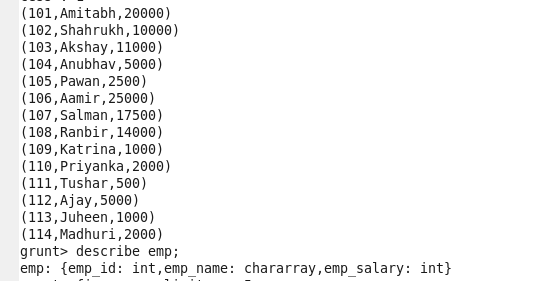 (101,Amitabh,20000)
(102,Shahrukh,10000)
(103,Akshay,11000)
(104,Anubhav,5000)
(105,Pawan,2500)
(106,Aamir,25000)
(107,Salman,17500)
(108,Ranbir,14000)
(109,Katrina,1000)
(110,Priyanka,2000)
(111,Tushar,500)
(112,Ajay,5000)
(113,Juheen,1000)
(114,Madhuri,2000)
grunt> describe emp;
emp: {emp_id: int,emp_name: chararray,emp_salary: int}